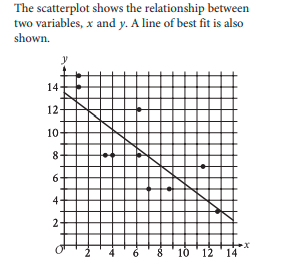 The scatterplot shows the relationship between
two variables, x and y. A line of best fit is also
shown.
y
14
12
10
8
6
4
2
O
2 4 6 8 10 12 14 x